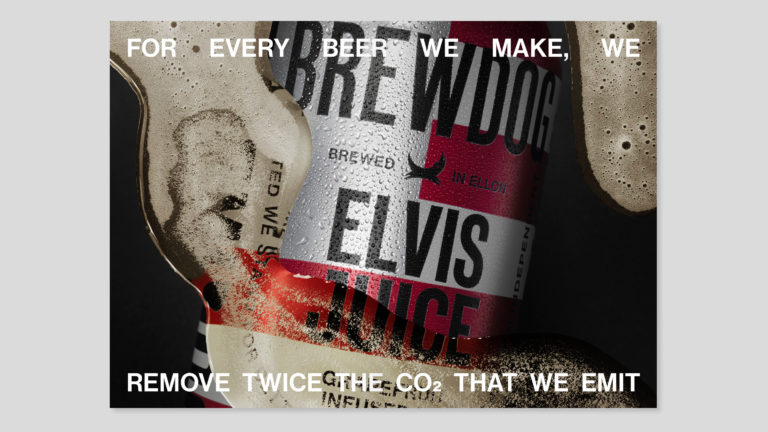 FOR EVERY BEER WE MAKE, WE
BREWDOG
BREWED IN ELLON
ELVIS
JUICE
REMOVE TWICE THE CO₂ THAT WE EMIT